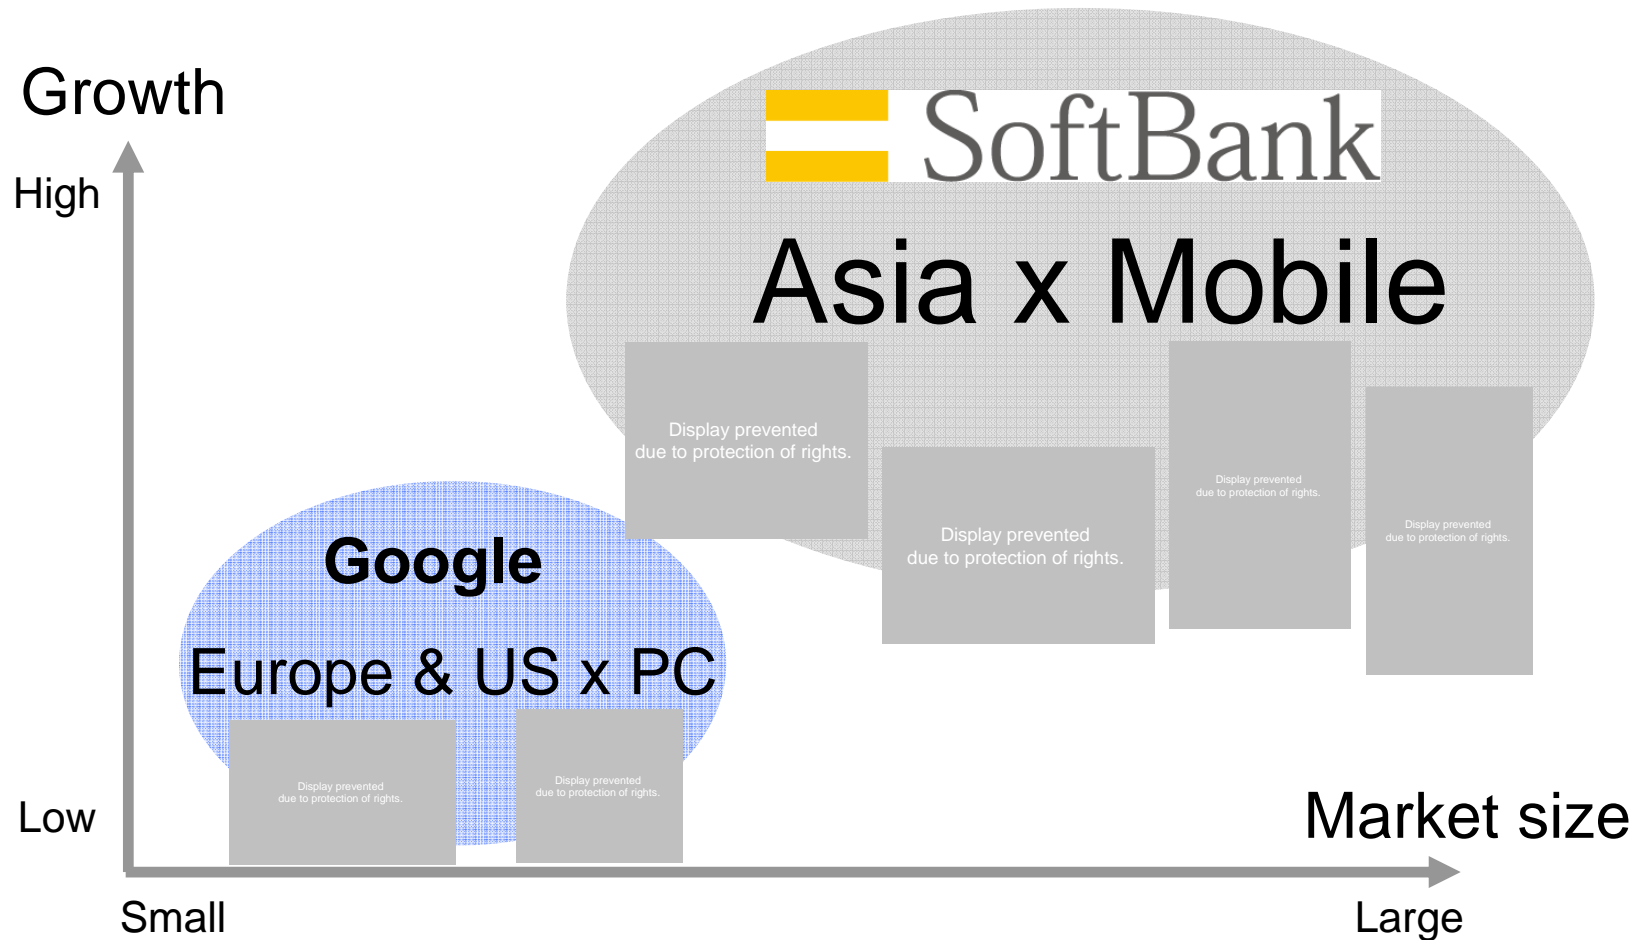 Growth
High
SoftBank
Asia x Mobile
Display prevented
due to protection of rights.
Display prevented
due to protection of rights.
Display prevented
due to protection of rights.
Display prevented
due to protection of rights.
Google
Europe & US x PC
Display prevented
due to protection of rights.
Display prevented
due to protection of rights.
Low
Market size
Small
Large